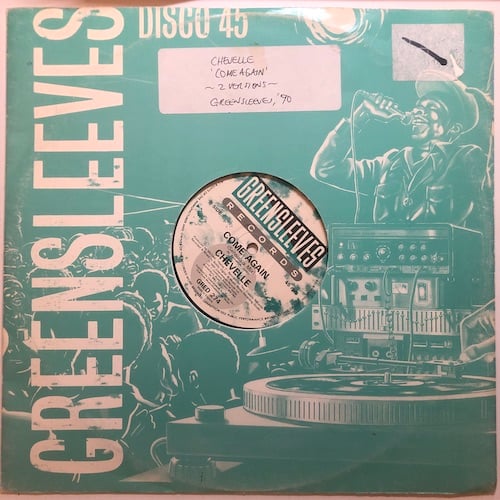 GREENSLEEVES
DISCO 45
CHEVELLE
'COME AGAIN'
~ 2 VERSIONS ~
GREENSLEEVES, '90
GREENSLEEVES
RECORDS
COME AGAIN.
CHEVELLE